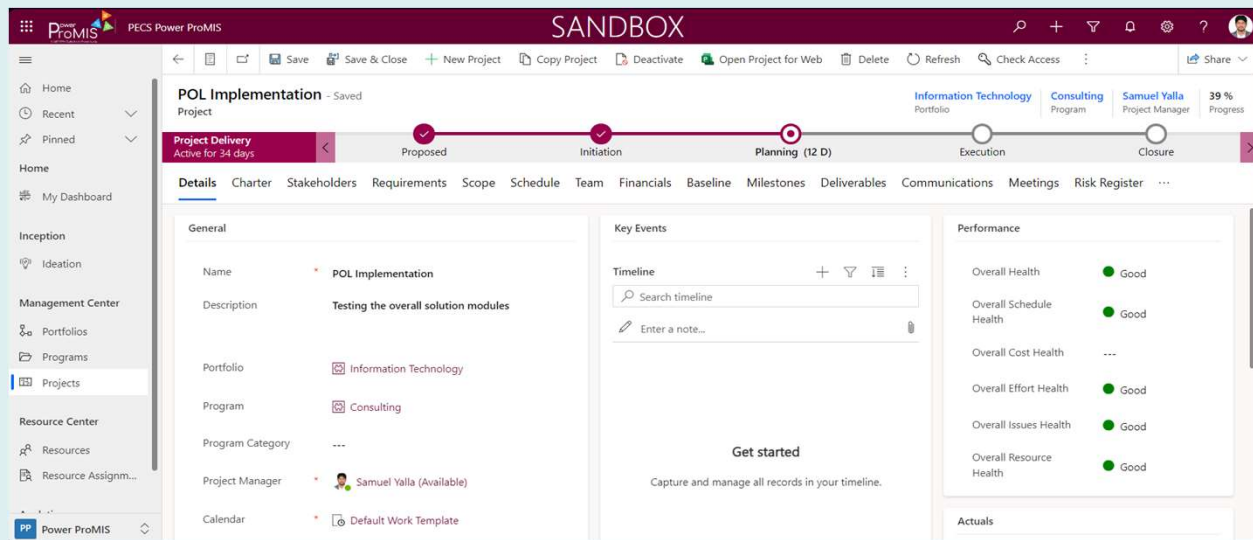 Power ProMIS PECS Power ProMIS SANDBOX ?
Save Save & Close New Project Copy Project Deactivate Open Project for Web Delete Refresh Check Access Share
Home
Recent
Pinned
Home
My Dashboard
Inception
Ideation
Management Center
Portfolios
Programs
Projects
Resource Center
Resources
Resource Assignm...
PP Power ProMIS
POL Implementation - Saved
Project
Information Technology Consulting Samuel Yalla 39 %
Portfolio Program Project Manager Progress
Project Delivery
Active for 34 days
Proposed Initiation Planning (12 D) Execution Closure
Details Charter Stakeholders Requirements Scope Schedule Team Financials Baseline Milestones Deliverables Communications Meetings Risk Register ...
General
Name * POL Implementation
Description Testing the overall solution modules
Portfolio Information Technology
Program Consulting
Program Category ---
Project Manager * Samuel Yalla (Available)
Calendar * Default Work Template
Key Events
Timeline
Search timeline
Enter a note...
Get started
Capture and manage all records in your timeline.
Performance
Overall Health Good
Overall Schedule Health Good
Overall Cost Health ---
Overall Effort Health Good
Overall Issues Health Good
Overall Resource Health Good
Actuals